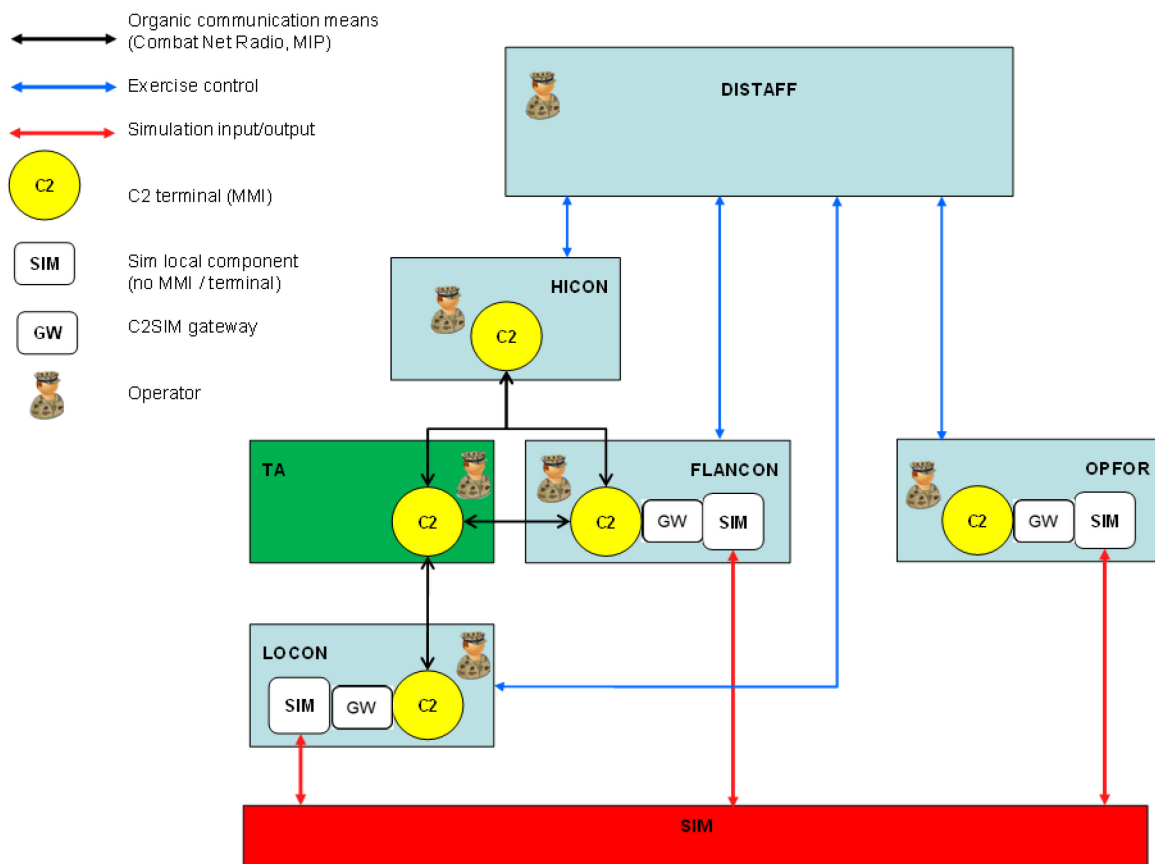 Organic communication means
(Combat Net Radio, MIP)
Exercise control
Simulation input/output
C2
C2 terminal (MMI)
SIM
Sim local component
(no MMI / terminal)
GW
C2SIM gateway
Operator
DISTAFF
HICON
C2
TA
C2
FLANCON
C2
GW
SIM
OPFOR
C2
GW
SIM
LOCON
SIM
GW
C2
SIM